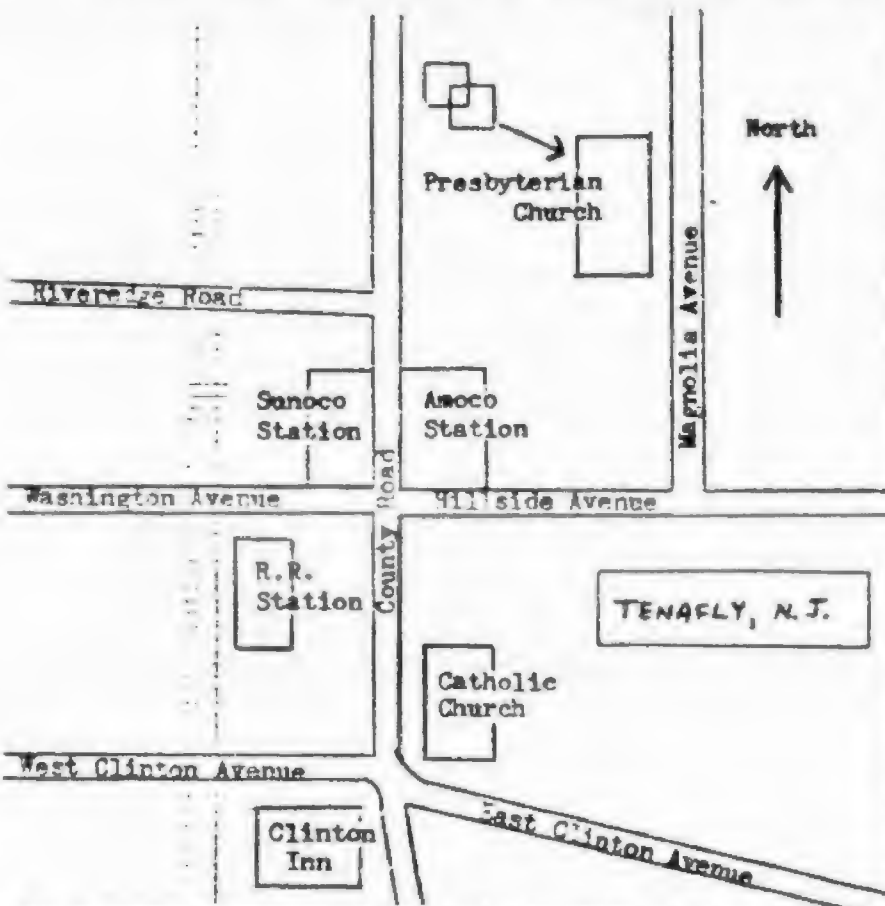 North
Presbyterian
Church
Magnolia Avenue
Riveredge Road
Sunoco
Station
Amoco
Station
County Road
Washington Avenue
Hillside Avenue
R.R.
Station
TENAFLY, N.J.
Catholic
Church
West Clinton Avenue
East Clinton Avenue
Clinton
Inn